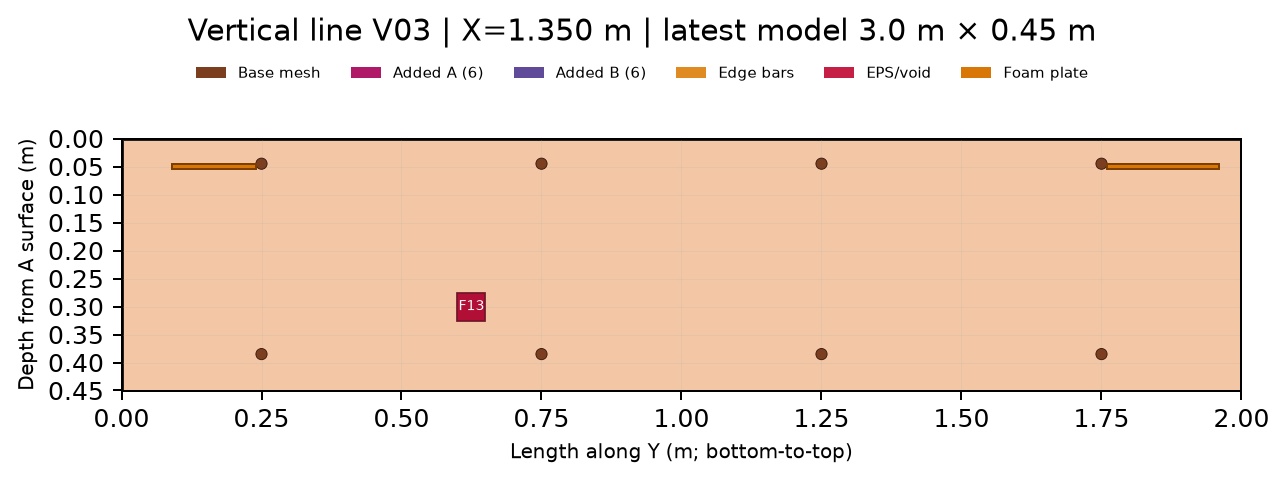 Vertical line V03 | X=1.350 m | latest model 3.0 m × 0.45 m
Base mesh Added A (6) Added B (6) Edge bars EPS/void Foam plate
Depth from A surface (m)
0.00
0.05
0.10
0.15
0.20
0.25
0.30
0.35
0.40
0.45
F13
0.00 0.25 0.50 0.75 1.00 1.25 1.50 1.75 2.00
Length along Y (m; bottom-to-top)